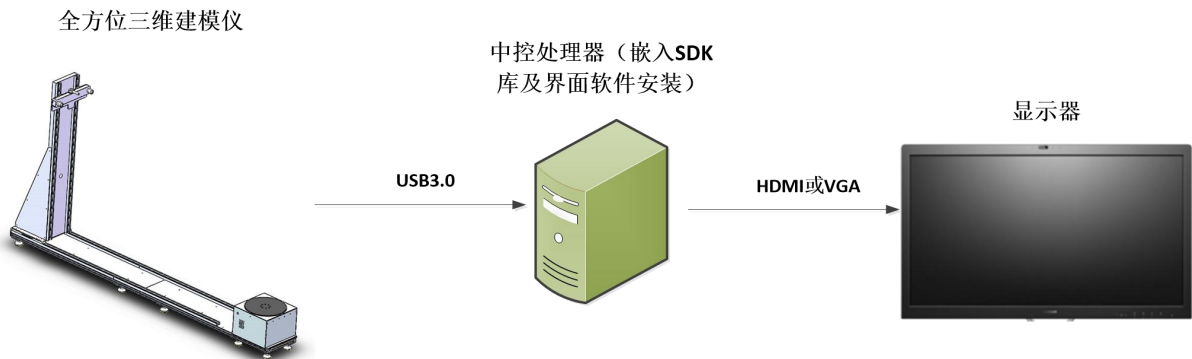 全方位三维建模仪
中控处理器（嵌入SDK
库及界面软件安装）
显示器
USB3.0
HDMI或VGA